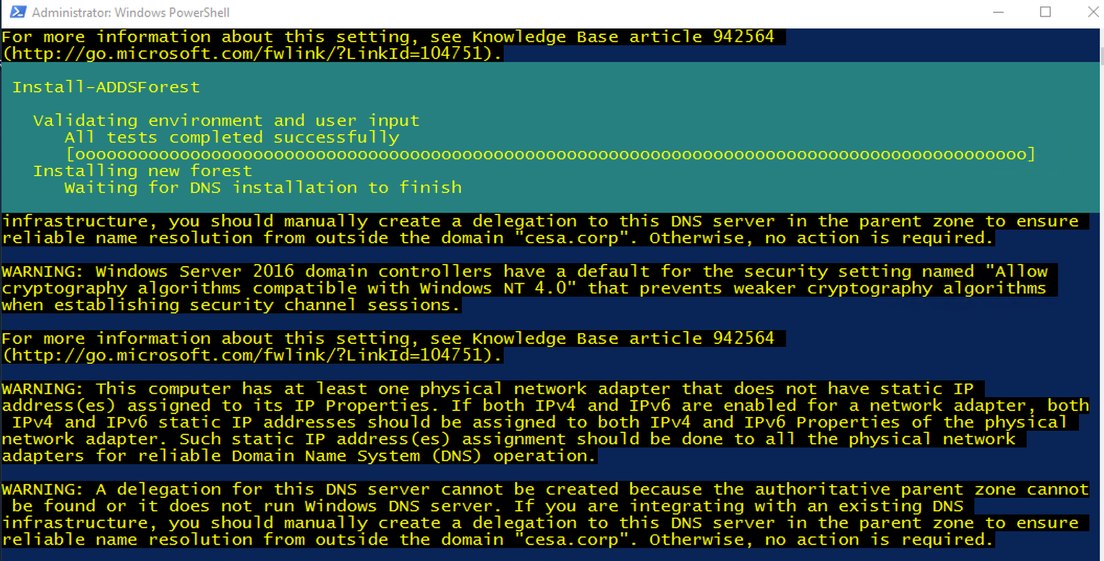 Administrator: Windows PowerShell
For more information about this setting, see Knowledge Base article 942564
(http://go.microsoft.com/fwlink/?LinkId=104751).
Install-ADDSForest
Validating environment and user input
All tests completed successfully
[ooooooooooooooooooooooooooooooooooooooooooooooooooooooooooooooooooooooooooooooooooooooooooo]
Installing new forest
Waiting for DNS installation to finish
infrastructure, you should manually create a delegation to this DNS server in the parent zone to ensure
reliable name resolution from outside the domain "cesa.corp". Otherwise, no action is required.
WARNING: Windows Server 2016 domain controllers have a default for the security setting named "Allow
cryptography algorithms compatible with Windows NT 4.0" that prevents weaker cryptography algorithms
when establishing security channel sessions.
For more information about this setting, see Knowledge Base article 942564
(http://go.microsoft.com/fwlink/?LinkId=104751).
WARNING: This computer has at least one physical network adapter that does not have static IP
address(es) assigned to its IP Properties. If both IPv4 and IPv6 are enabled for a network adapter, both
IPv4 and IPv6 static IP addresses should be assigned to both IPv4 and IPv6 Properties of the physical
network adapter. Such static IP address(es) assignment should be done to all the physical network
adapters for reliable Domain Name System (DNS) operation.
WARNING: A delegation for this DNS server cannot be created because the authoritative parent zone cannot
be found or it does not run Windows DNS server. If you are integrating with an existing DNS
infrastructure, you should manually create a delegation to this DNS server in the parent zone to ensure
reliable name resolution from outside the domain "cesa.corp". Otherwise, no action is required.